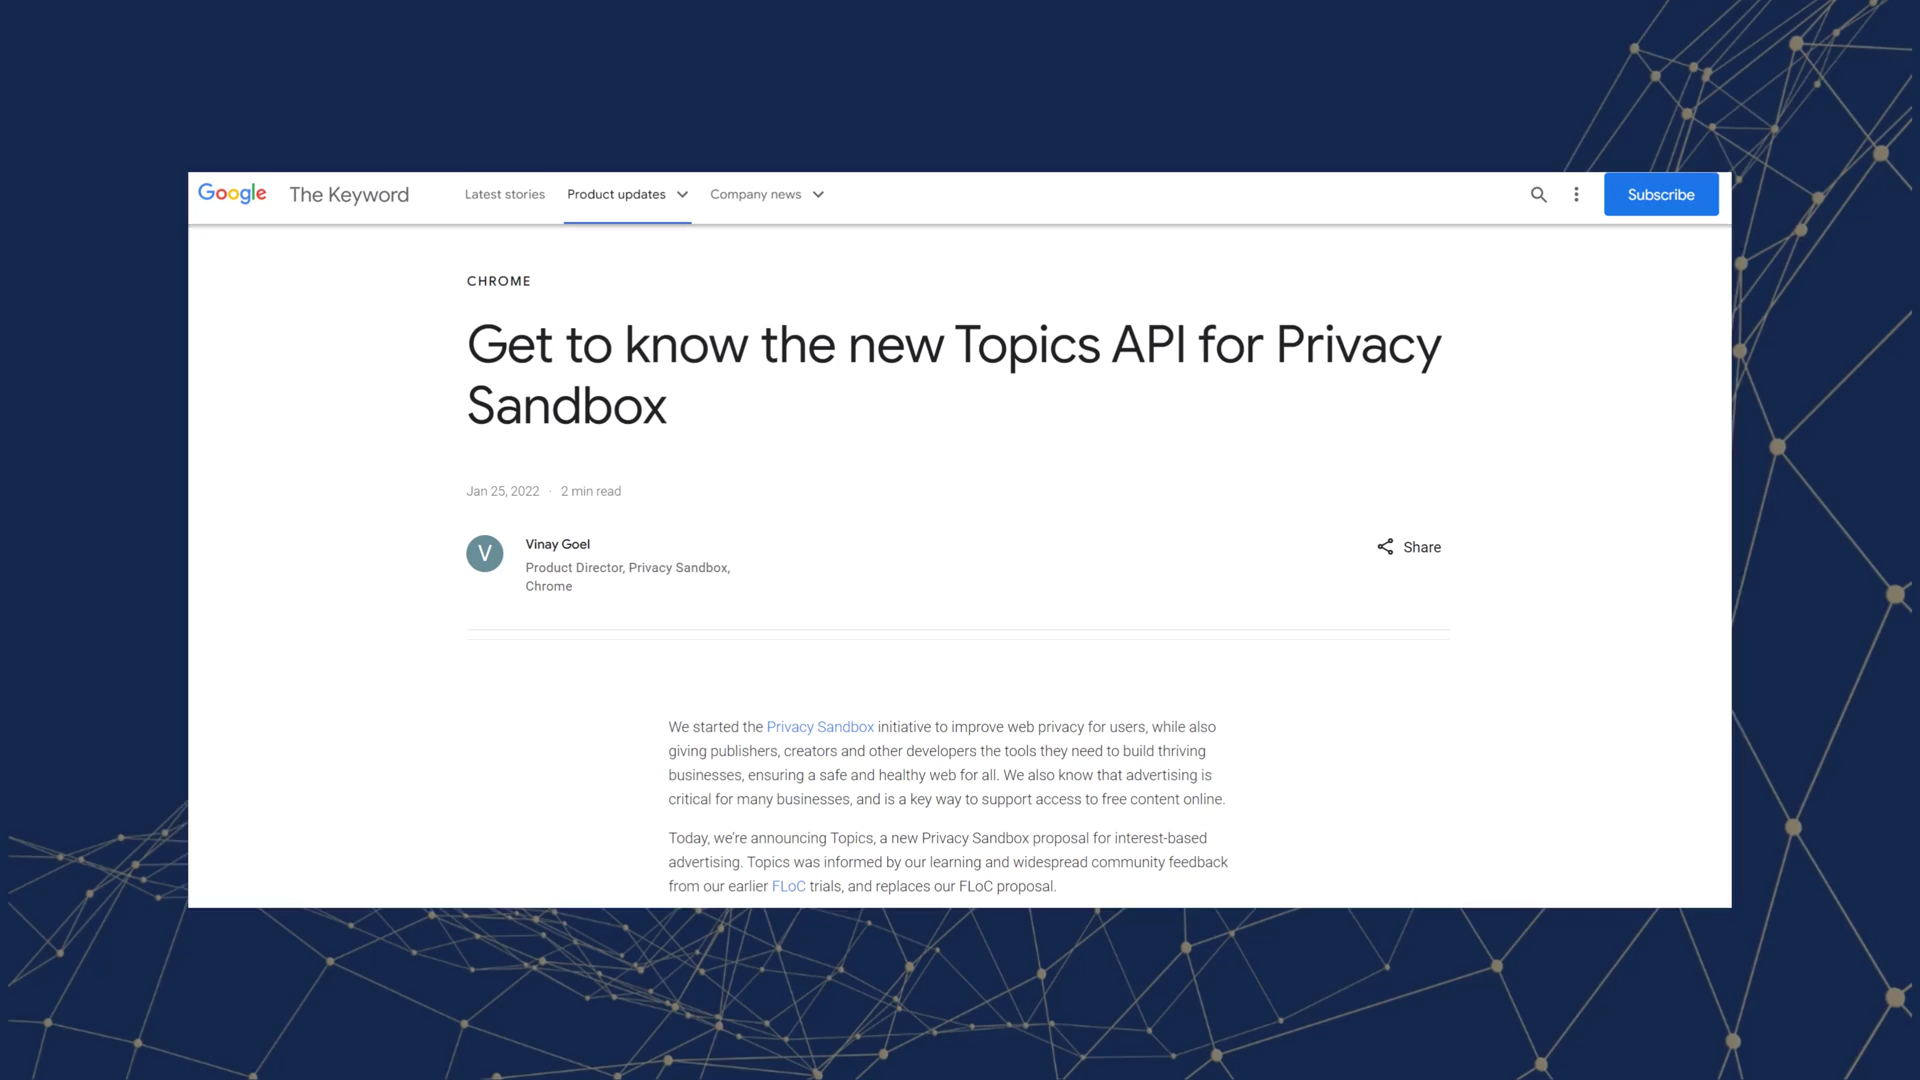 Google The Keyword Latest stories Product updates Company news Subscribe
CHROME
Get to know the new Topics API for Privacy
Sandbox
Jan 25, 2022 · 2 min read
V
Vinay Goel
Product Director, Privacy Sandbox,
Chrome
Share
We started the Privacy Sandbox initiative to improve web privacy for users, while also
giving publishers, creators and other developers the tools they need to build thriving
businesses, ensuring a safe and healthy web for all. We also know that advertising is
critical for many businesses, and is a key way to support access to free content online.
Today, we’re announcing Topics, a new Privacy Sandbox proposal for interest-based
advertising. Topics was informed by our learning and widespread community feedback
from our earlier FLoC trials, and replaces our FLoC proposal.